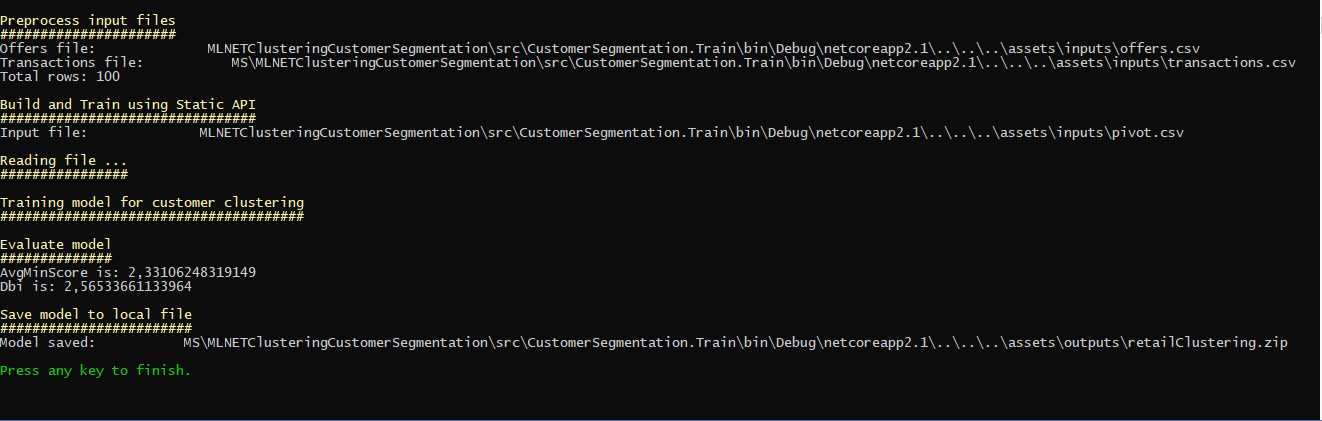 Preprocess input files
######################
Offers file: MLNETClusteringCustomerSegmentation\src\CustomerSegmentation.Train\bin\Debug\netcoreapp2.1\..\..\..\assets\inputs\offers.csv
Transactions file: MS\MLNETClusteringCustomerSegmentation\src\CustomerSegmentation.Train\bin\Debug\netcoreapp2.1\..\..\..\assets\inputs\transactions.csv
Total rows: 100
Build and Train using Static API
################################
Input file: MLNETClusteringCustomerSegmentation\src\CustomerSegmentation.Train\bin\Debug\netcoreapp2.1\..\..\..\assets\inputs\pivot.csv
Reading file ...
################
Training model for customer clustering
######################################
Evaluate model
##############
AvgMinScore is: 2,33106248319149
Dbi is: 2,56533661133964
Save model to local file
########################
Model saved: MS\MLNETClusteringCustomerSegmentation\src\CustomerSegmentation.Train\bin\Debug\netcoreapp2.1\..\..\..\assets\outputs\retailClustering.zip
Press any key to finish.